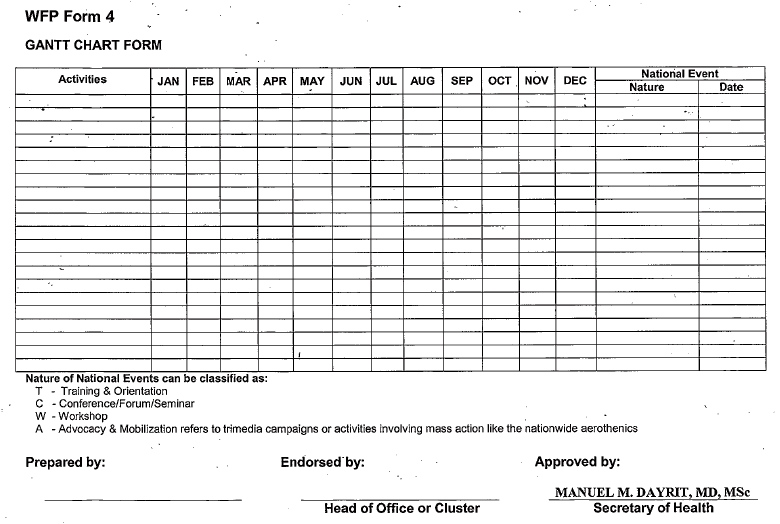 WFP Form 4
GANTT CHART FORM
Activities JAN FEB MAR APR MAY JUN JUL AUG SEP OCT NOV DEC National Event
Nature Date
Nature of National Events can be classified as:
T - Training & Orientation
C - Conference/Forum/Seminar
W - Workshop
A - Advocacy & Mobilization refers to trimedia campaigns or activities involving mass action like the nationwide aerothenics
Prepared by: Endorsed by: Approved by:
MANUEL M. DAYRIT, MD, MSc
Head of Office or Cluster Secretary of Health